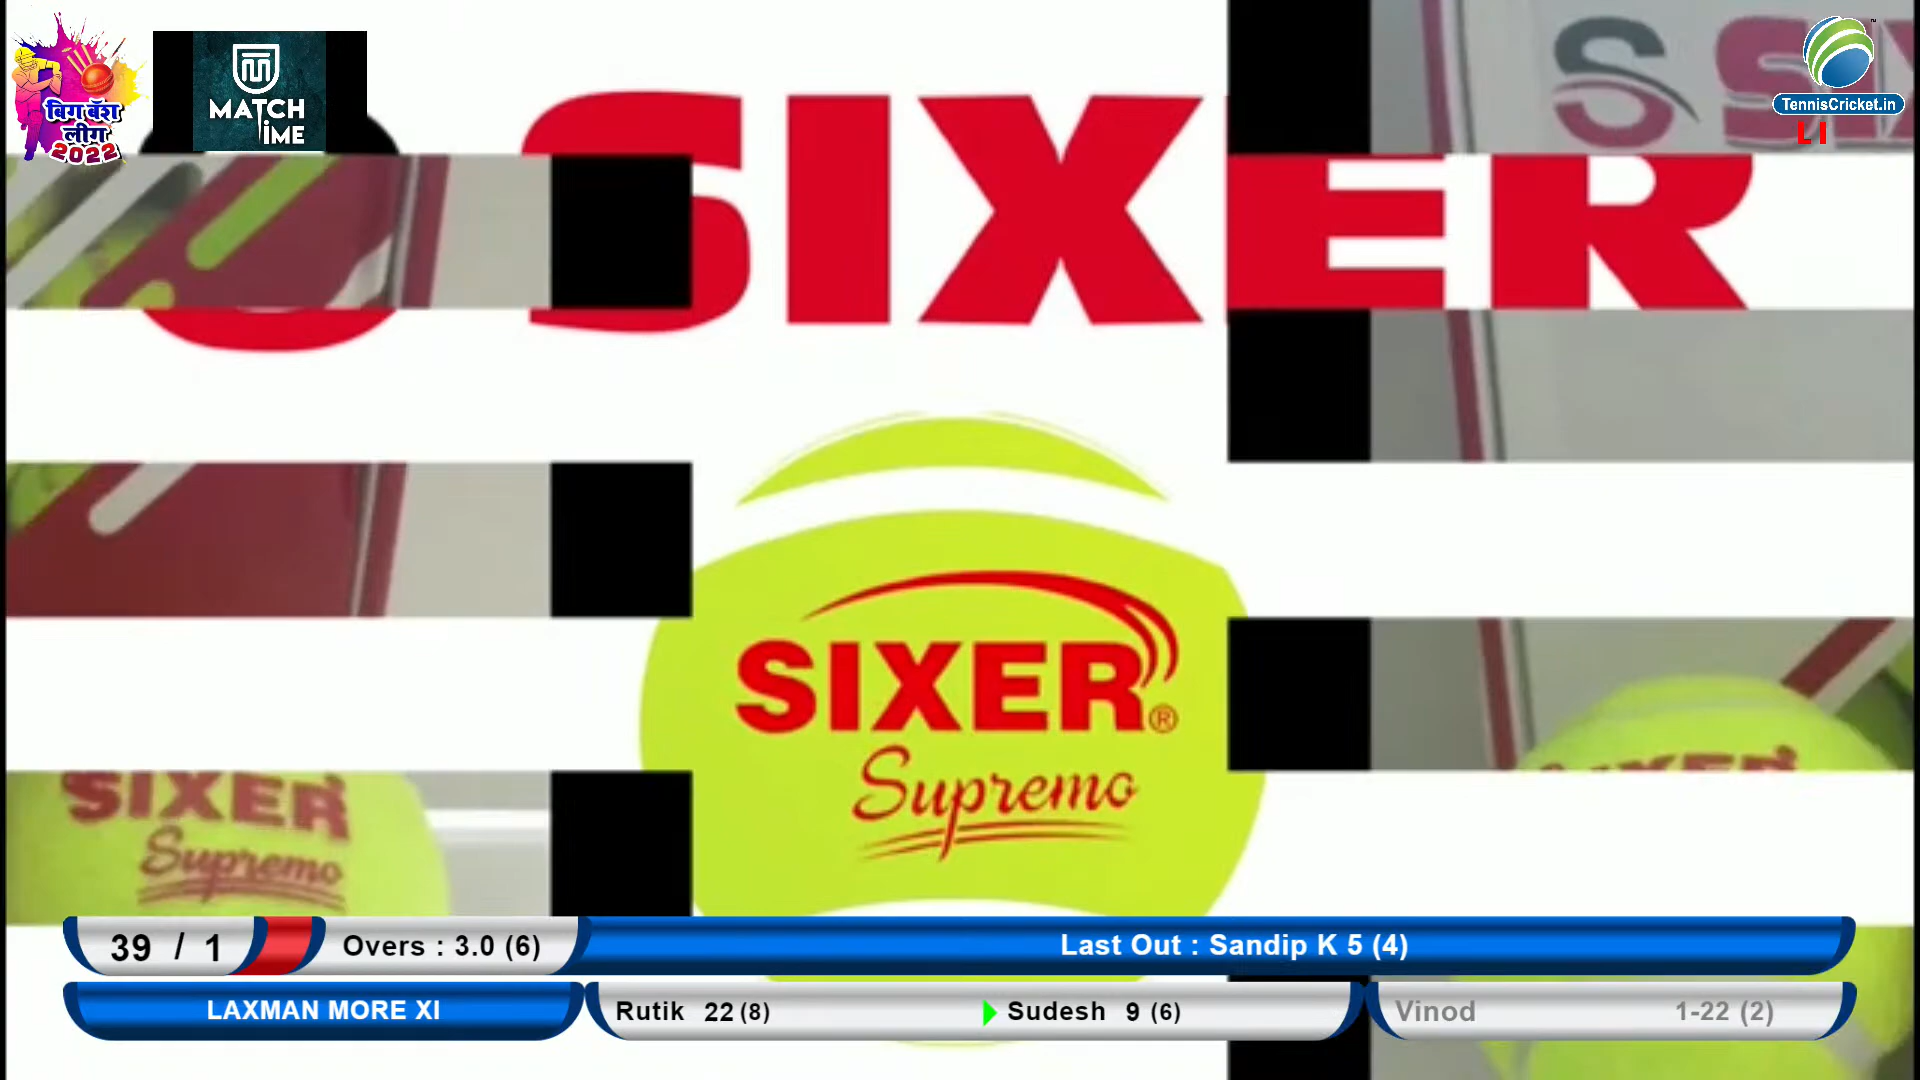 बिग बॅश
लीग
2022
MATCH
TIME
SIXER
TennisCricket.in
LI
SIXER
Supremo
SIXER
Supremo
39 / 1
Overs : 3.0 (6)
Last Out : Sandip K 5 (4)
LAXMAN MORE XI
Rutik 22 (8)
Sudesh 9 (6)
Vinod 1-22 (2)